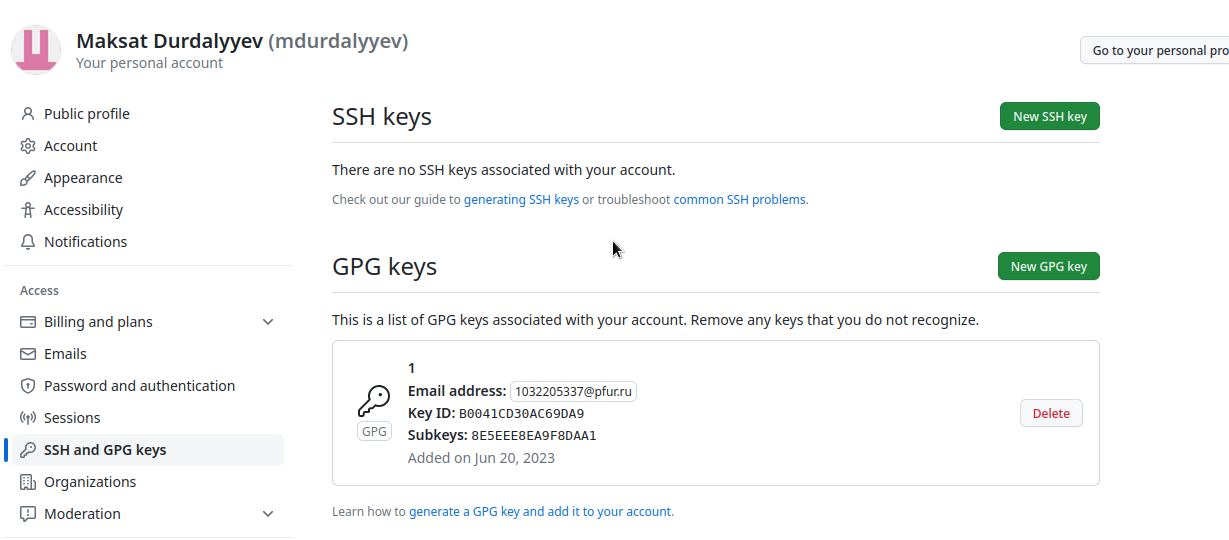 Maksat Durdalyyev (mdurdalyyev)
Your personal account
Go to your personal pro
Public profile
Account
Appearance
Accessibility
Notifications
Access
Billing and plans
Emails
Password and authentication
Sessions
SSH and GPG keys
Organizations
Moderation
SSH keys
New SSH key
There are no SSH keys associated with your account.
Check out our guide to generating SSH keys or troubleshoot common SSH problems.
GPG keys
New GPG key
This is a list of GPG keys associated with your account. Remove any keys that you do not recognize.
1
Email address: 1032205337@pfur.ru
Key ID: B0041CD30AC69DA9
GPG
Subkeys: 8E5EEE8EA9F8DAA1
Added on Jun 20, 2023
Delete
Learn how to generate a GPG key and add it to your account.